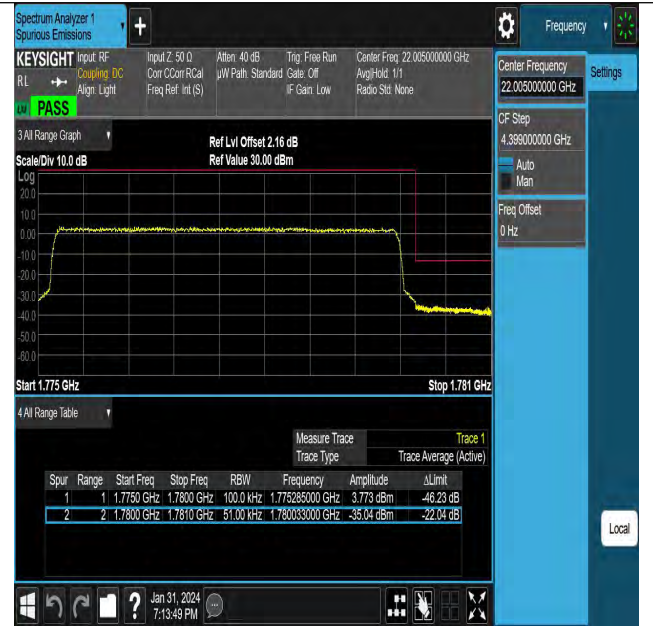 Spectrum Analyzer 1
Spurious Emissions
+
Frequency
KEYSIGHT
RL
LM PASS
Input: RF
Coupling: DC
Align: Light
Input Z: 50 Ω
Corr CCorr RCal
Freq Ref: Int (S)
Atten: 40 dB
µW Path: Standard
Trig: Free Run
Gate: Off
IF Gain: Low
Center Freq: 22.005000000 GHz
Avg|Hold: 1/1
Radio Std: None
Center Frequency
22.005000000 GHz
Settings
CF Step
4.399000000 GHz
Auto
Man
Freq Offset
0 Hz
3 All Range Graph
Scale/Div 10.0 dB
Ref Lvl Offset 2.16 dB
Ref Value 30.00 dBm
Log
20.0
10.0
0.00
-10.0
-20.0
-30.0
-40.0
-50.0
-60.0
Start 1.775 GHz
Stop 1.781 GHz
4 All Range Table
Measure Trace Trace 1
Trace Type Trace Average (Active)
Spur Range Start Freq Stop Freq RBW Frequency Amplitude ΔLimit
1 1 1.7750 GHz 1.7800 GHz 100.0 kHz 1.775285000 GHz 3.773 dBm -46.23 dB
2 2 1.7800 GHz 1.7810 GHz 51.00 kHz 1.780033000 GHz -35.04 dBm -22.04 dB
Local
?
Jan 31, 2024
7:13:49 PM